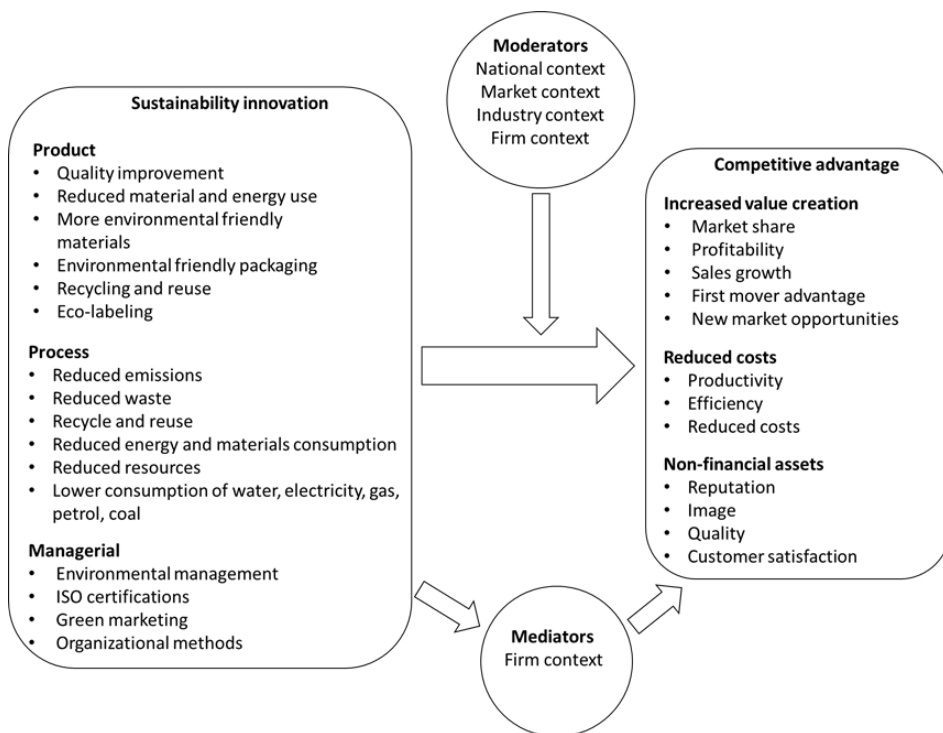 Sustainability innovation
Product
• Quality improvement
• Reduced material and energy use
• More environmental friendly
materials
• Environmental friendly packaging
• Recycling and reuse
• Eco-labeling
Process
• Reduced emissions
• Reduced waste
• Recycle and reuse
• Reduced energy and materials consumption
• Reduced resources
• Lower consumption of water, electricity, gas,
petrol, coal
Managerial
• Environmental management
• ISO certifications
• Green marketing
• Organizational methods
Moderators
National context
Market context
Industry context
Firm context
Mediators
Firm context
Competitive advantage
Increased value creation
• Market share
• Profitability
• Sales growth
• First mover advantage
• New market opportunities
Reduced costs
• Productivity
• Efficiency
• Reduced costs
Non-financial assets
• Reputation
• Image
• Quality
• Customer satisfaction